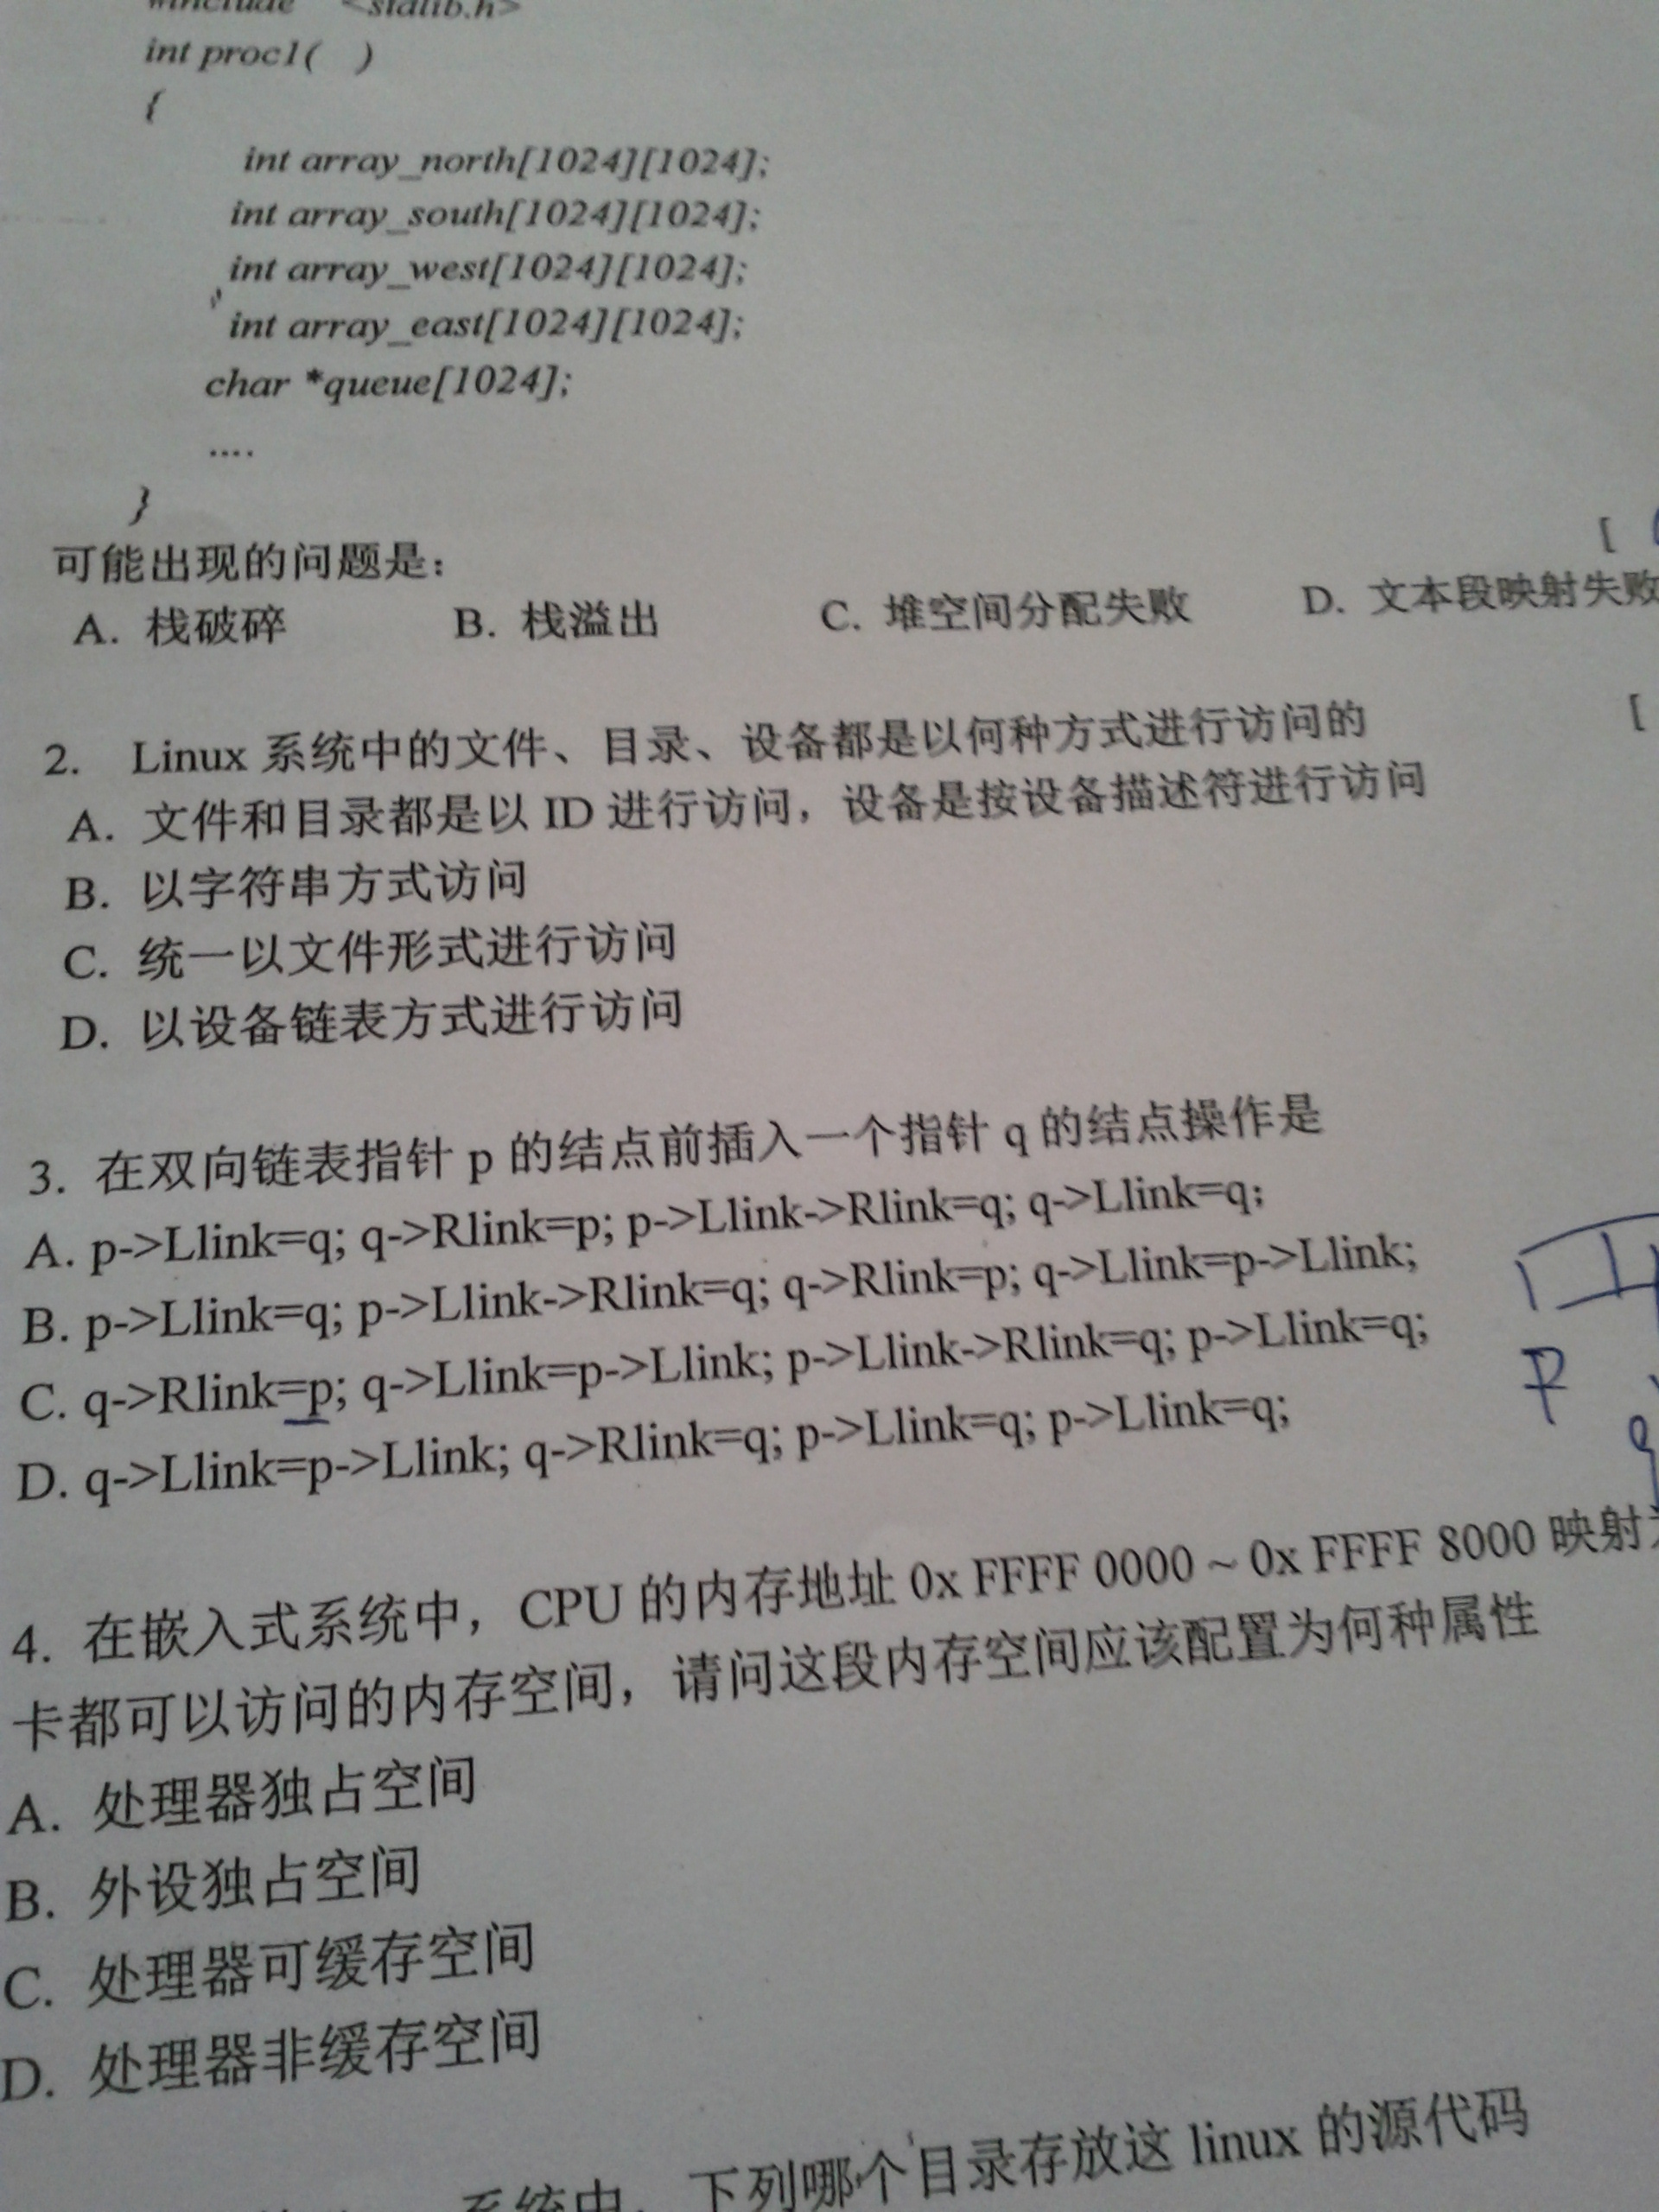 <stdlib.h>
int proc1( )
{
int array_north[1024][1024];
int array_south[1024][1024];
int array_west[1024][1024];
int array_east[1024][1024];
char *queue[1024];
....
}
可能出现的问题是： [
A. 栈破碎 B. 栈溢出 C. 堆空间分配失败 D. 文本段映射失败
2. Linux 系统中的文件、目录、设备都是以何种方式进行访问的 [
A. 文件和目录都是以 ID 进行访问，设备是按设备描述符进行访问
B. 以字符串方式访问
C. 统一以文件形式进行访问
D. 以设备链表方式进行访问
3. 在双向链表指针 p 的结点前插入一个指针 q 的结点操作是
A. p->Llink=q; q->Rlink=p; p->Llink->Rlink=q; q->Llink=q;
B. p->Llink=q; p->Llink->Rlink=q; q->Rlink=p; q->Llink=p->Llink;
C. q->Rlink=p; q->Llink=p->Llink; p->Llink->Rlink=q; p->Llink=q;
D. q->Llink=p->Llink; q->Rlink=q; p->Llink=q; p->Llink=q;
P
q
4. 在嵌入式系统中，CPU 的内存地址 0x FFFF 0000 ~ 0x FFFF 8000 映射
卡都可以访问的内存空间，请问这段内存空间应该配置为何种属性
A. 处理器独占空间
B. 外设独占空间
C. 处理器可缓存空间
D. 处理器非缓存空间
系统中，下列哪个目录存放这 linux 的源代码